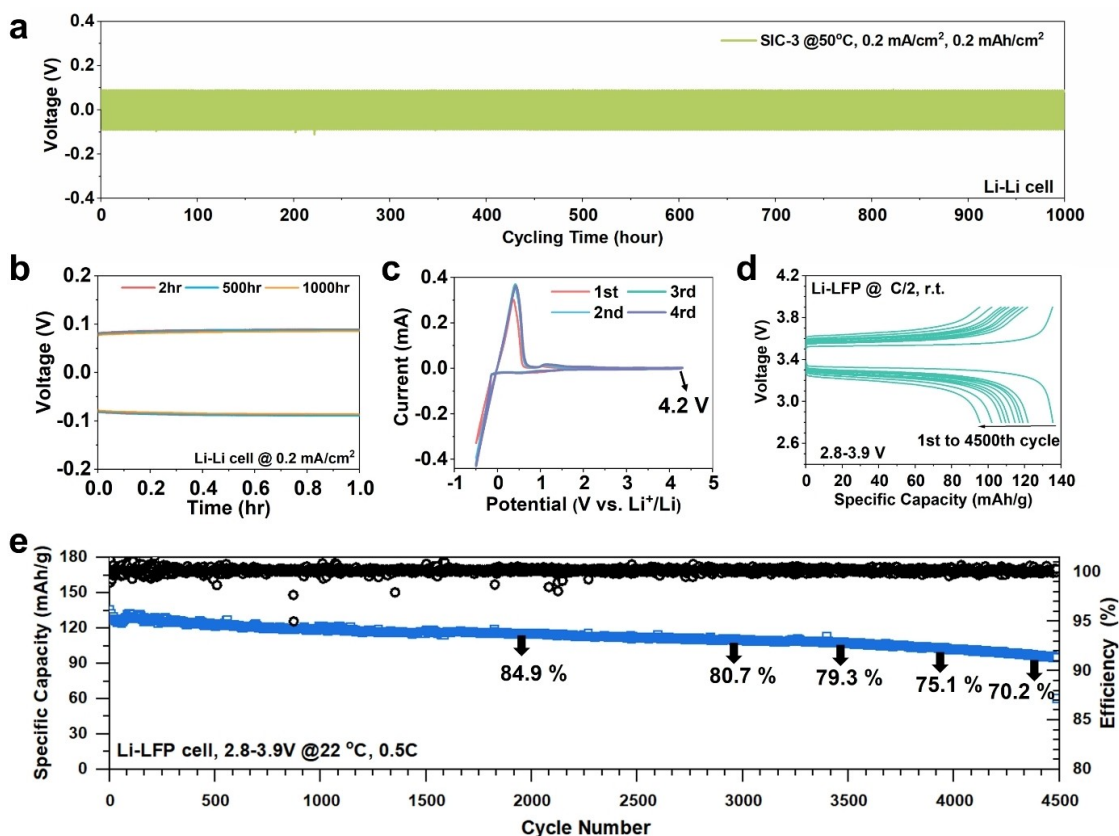 a
0.4
0.2
0.0
-0.2
-0.4
Voltage (V)
SIC-3 @50°C, 0.2 mA/cm², 0.2 mAh/cm²
Li-Li cell
0 100 200 300 400 500 600 700 800 900 1000
Cycling Time (hour)
b
0.2
0.1
0.0
-0.1
-0.2
Voltage (V)
2hr 500hr 1000hr
Li-Li cell @ 0.2 mA/cm²
0.0 0.2 0.4 0.6 0.8 1.0
Time (hr)
c
0.4
0.2
0.0
-0.2
-0.4
Current (mA)
1st 3rd
2nd 4rd
4.2 V
-1 0 1 2 3 4 5
Potential (V vs. Li⁺/Li)
d
4.2
3.8
3.4
3.0
2.6
Voltage (V)
Li-LFP @ C/2, r.t.
1st to 4500th cycle
2.8-3.9 V
0 20 40 60 80 100 120 140
Specific Capacity (mAh/g)
e
180
150
120
90
60
30
0
Specific Capacity (mAh/g)
84.9 %
80.7 %
79.3 %
75.1 %
70.2 %
Li-LFP cell, 2.8-3.9V @22 °C, 0.5C
100
95
90
85
80
Efficiency (%)
0 500 1000 1500 2000 2500 3000 3500 4000 4500
Cycle Number